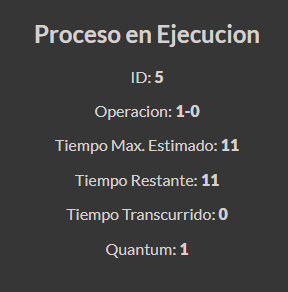 Proceso en Ejecucion
ID: 5
Operacion: 1-0
Tiempo Max. Estimado: 11
Tiempo Restante: 11
Tiempo Transcurrido: 0
Quantum: 1